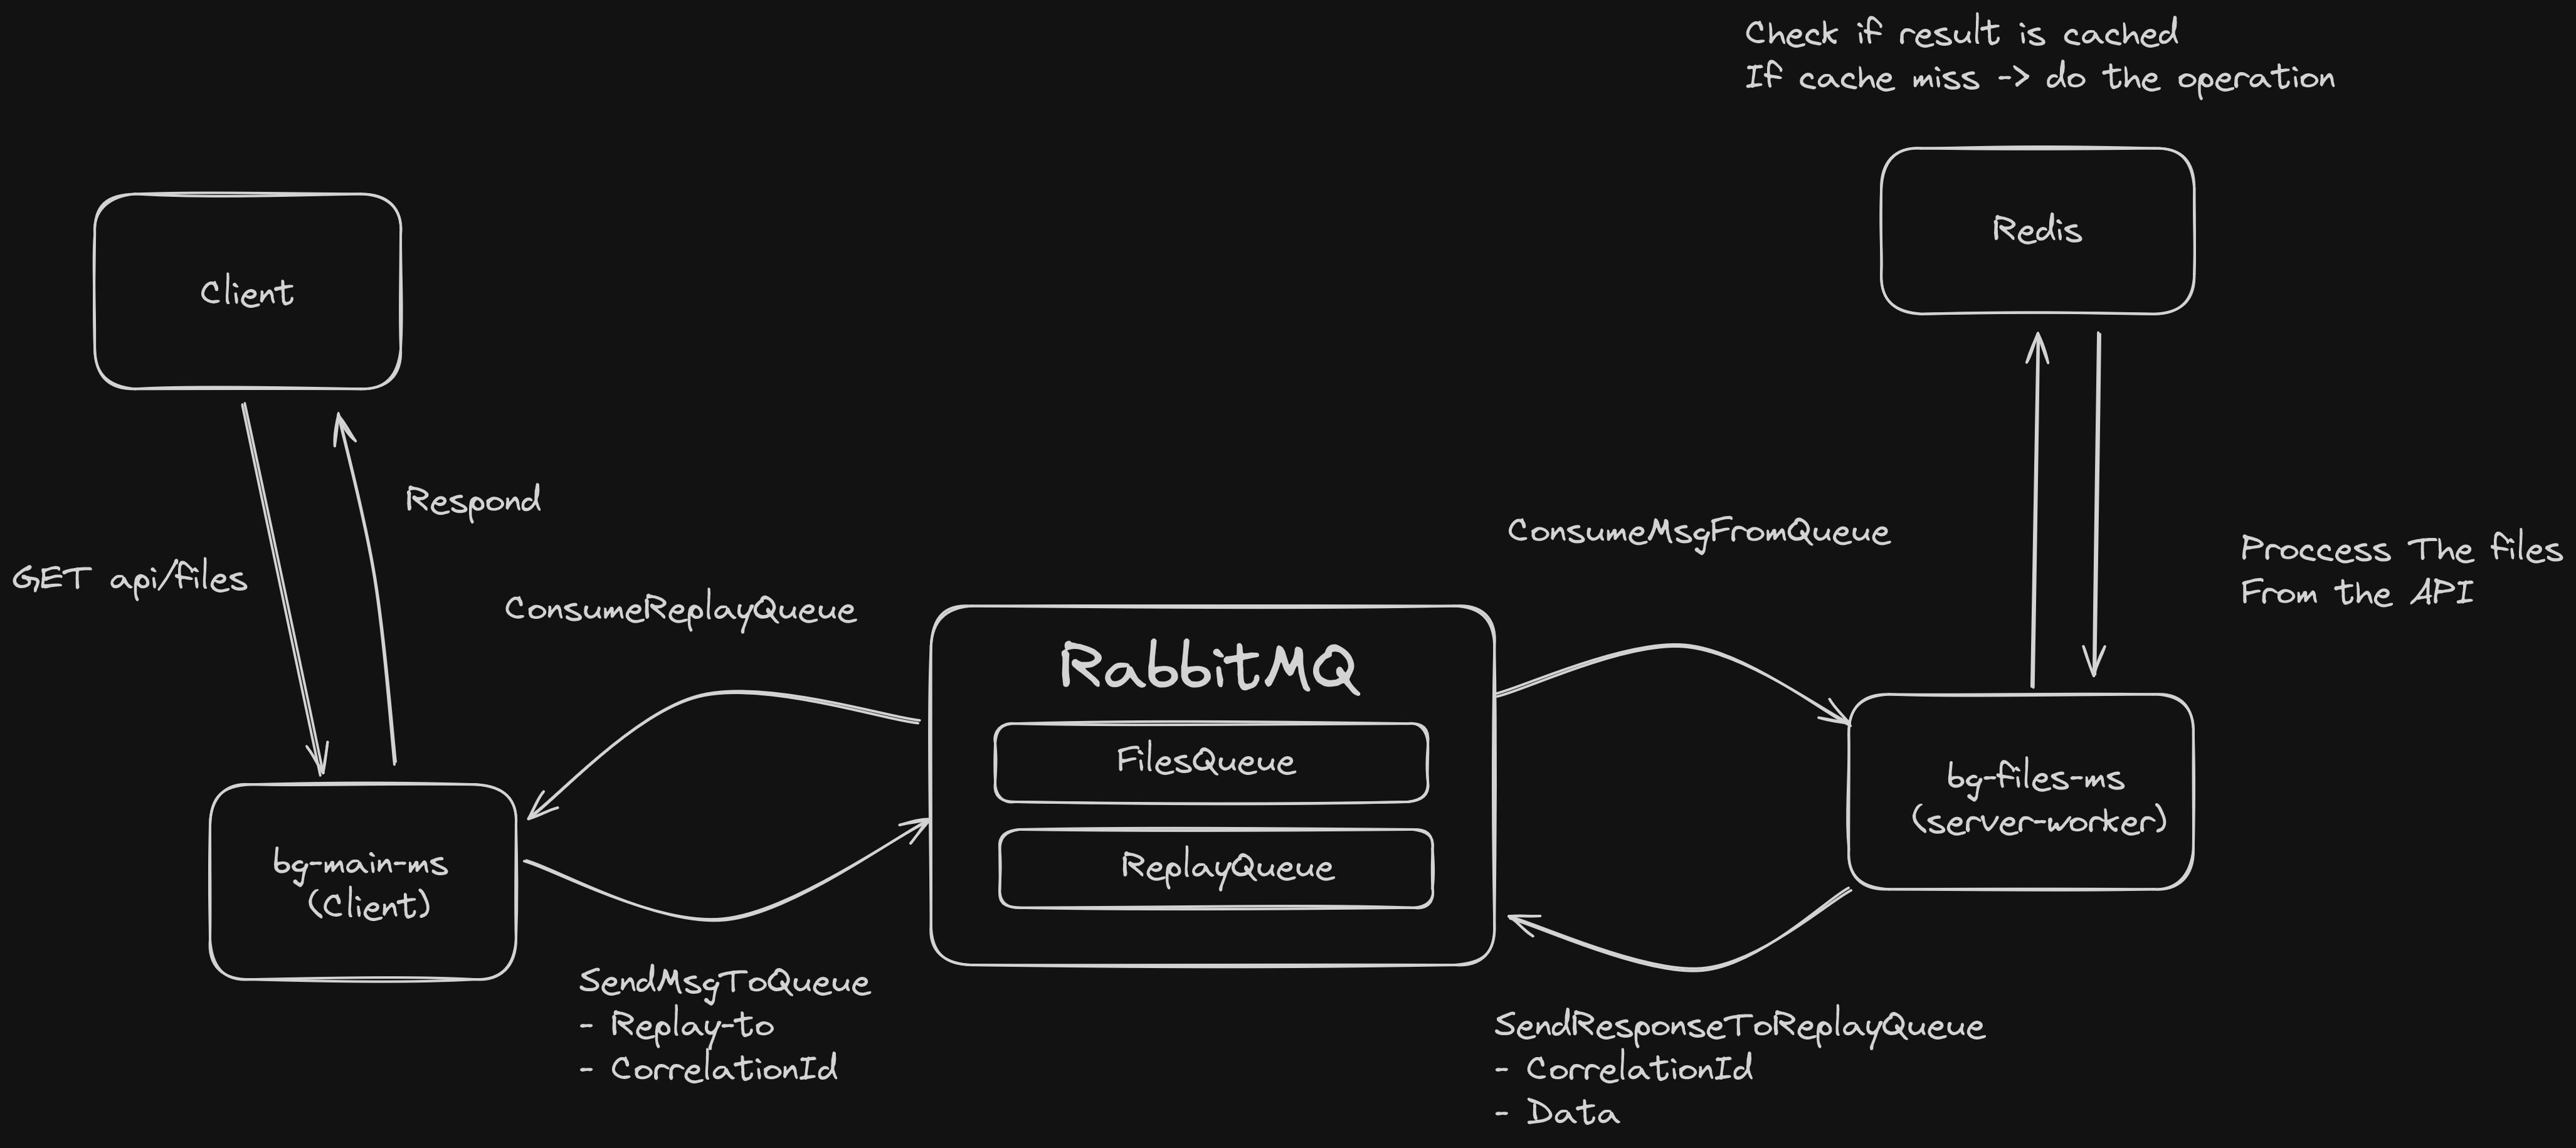 Check if result is cached
If cache miss -> do the operation
Redis
Client
Respond
GET api/files
ConsumeReplayQueue
ConsumeMsgFromQueue
Proccess The files
From the API
RabbitMQ
FilesQueue
ReplayQueue
bg-files-ms
(server-worker)
bg-main-ms
(Client)
SendMsgToQueue
- Replay-to
- CorrelationId
SendResponseToReplayQueue
- CorrelationId
- Data